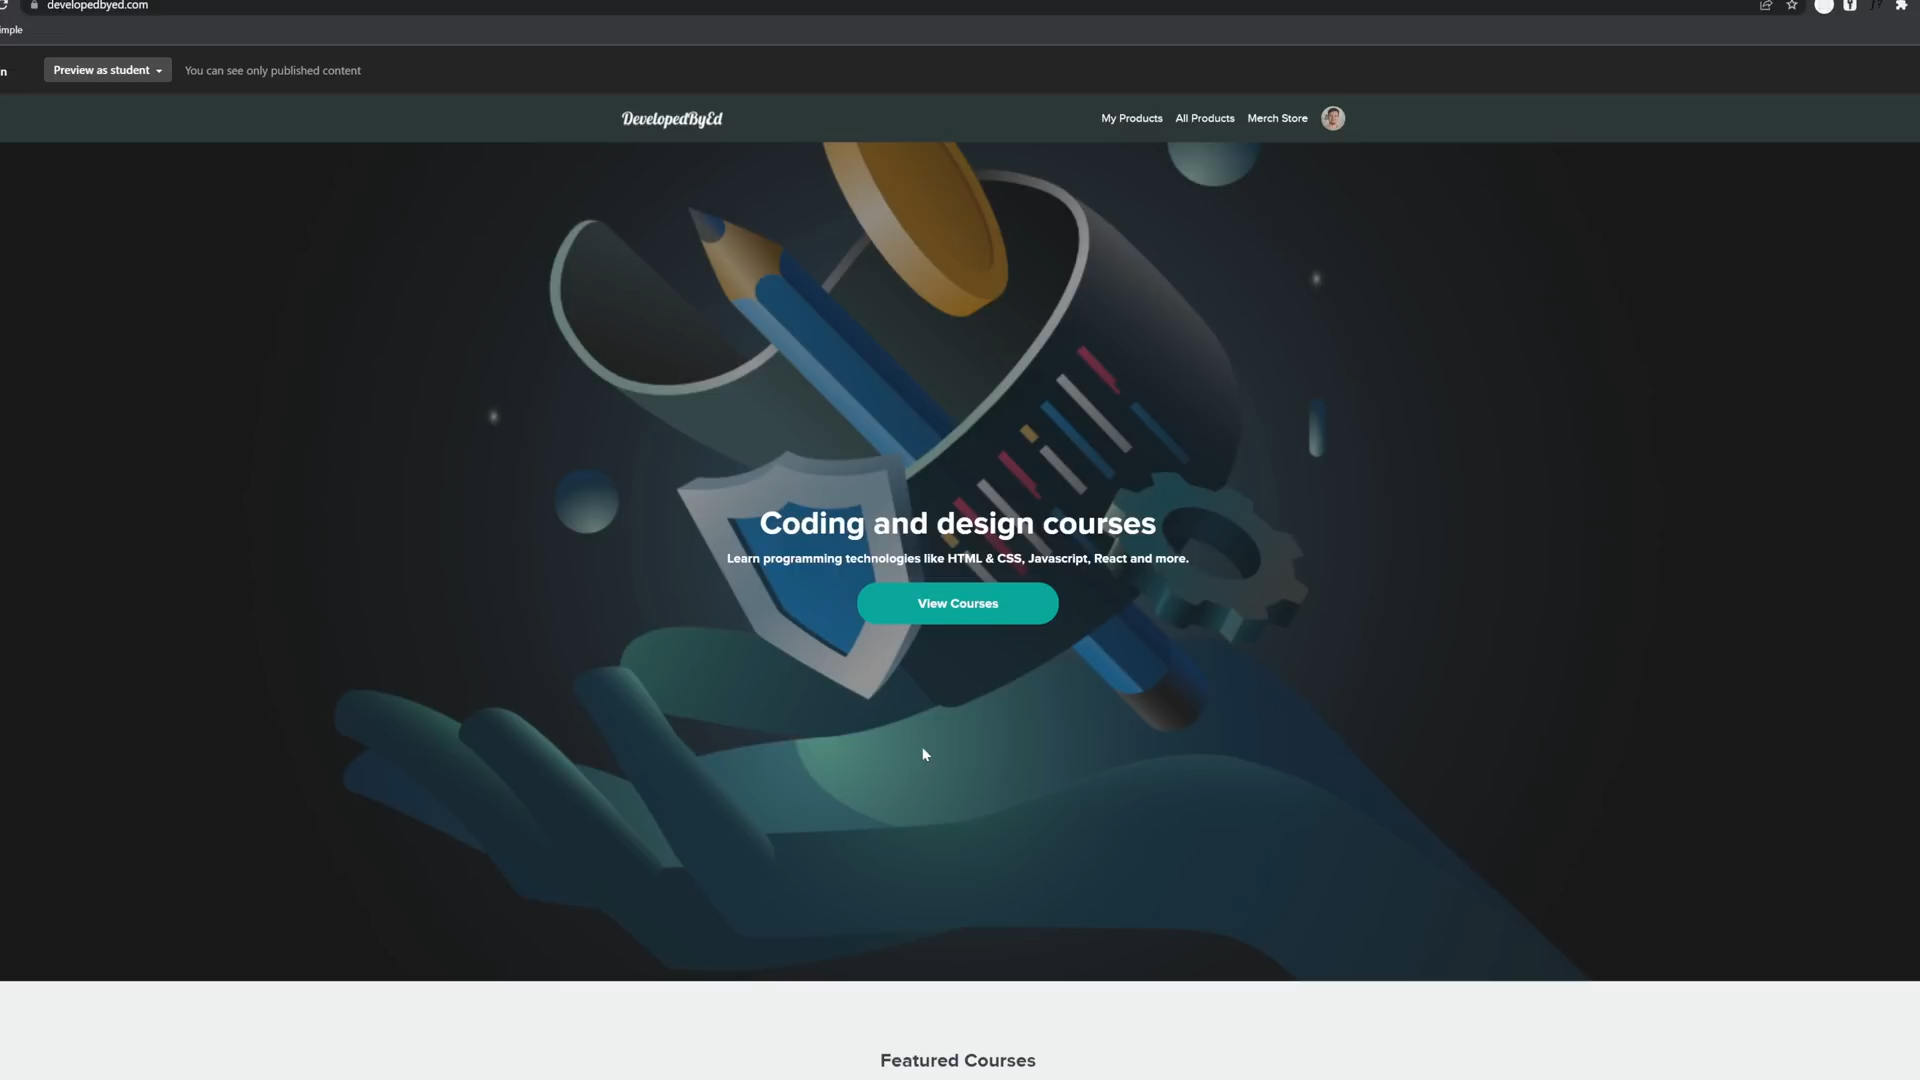 developedbyed.com
imple
n
Preview as student
You can see only published content
DevelopedByEd
My Products
All Products
Merch Store
Coding and design courses
Learn programming technologies like HTML & CSS, Javascript, React and more.
View Courses
Featured Courses